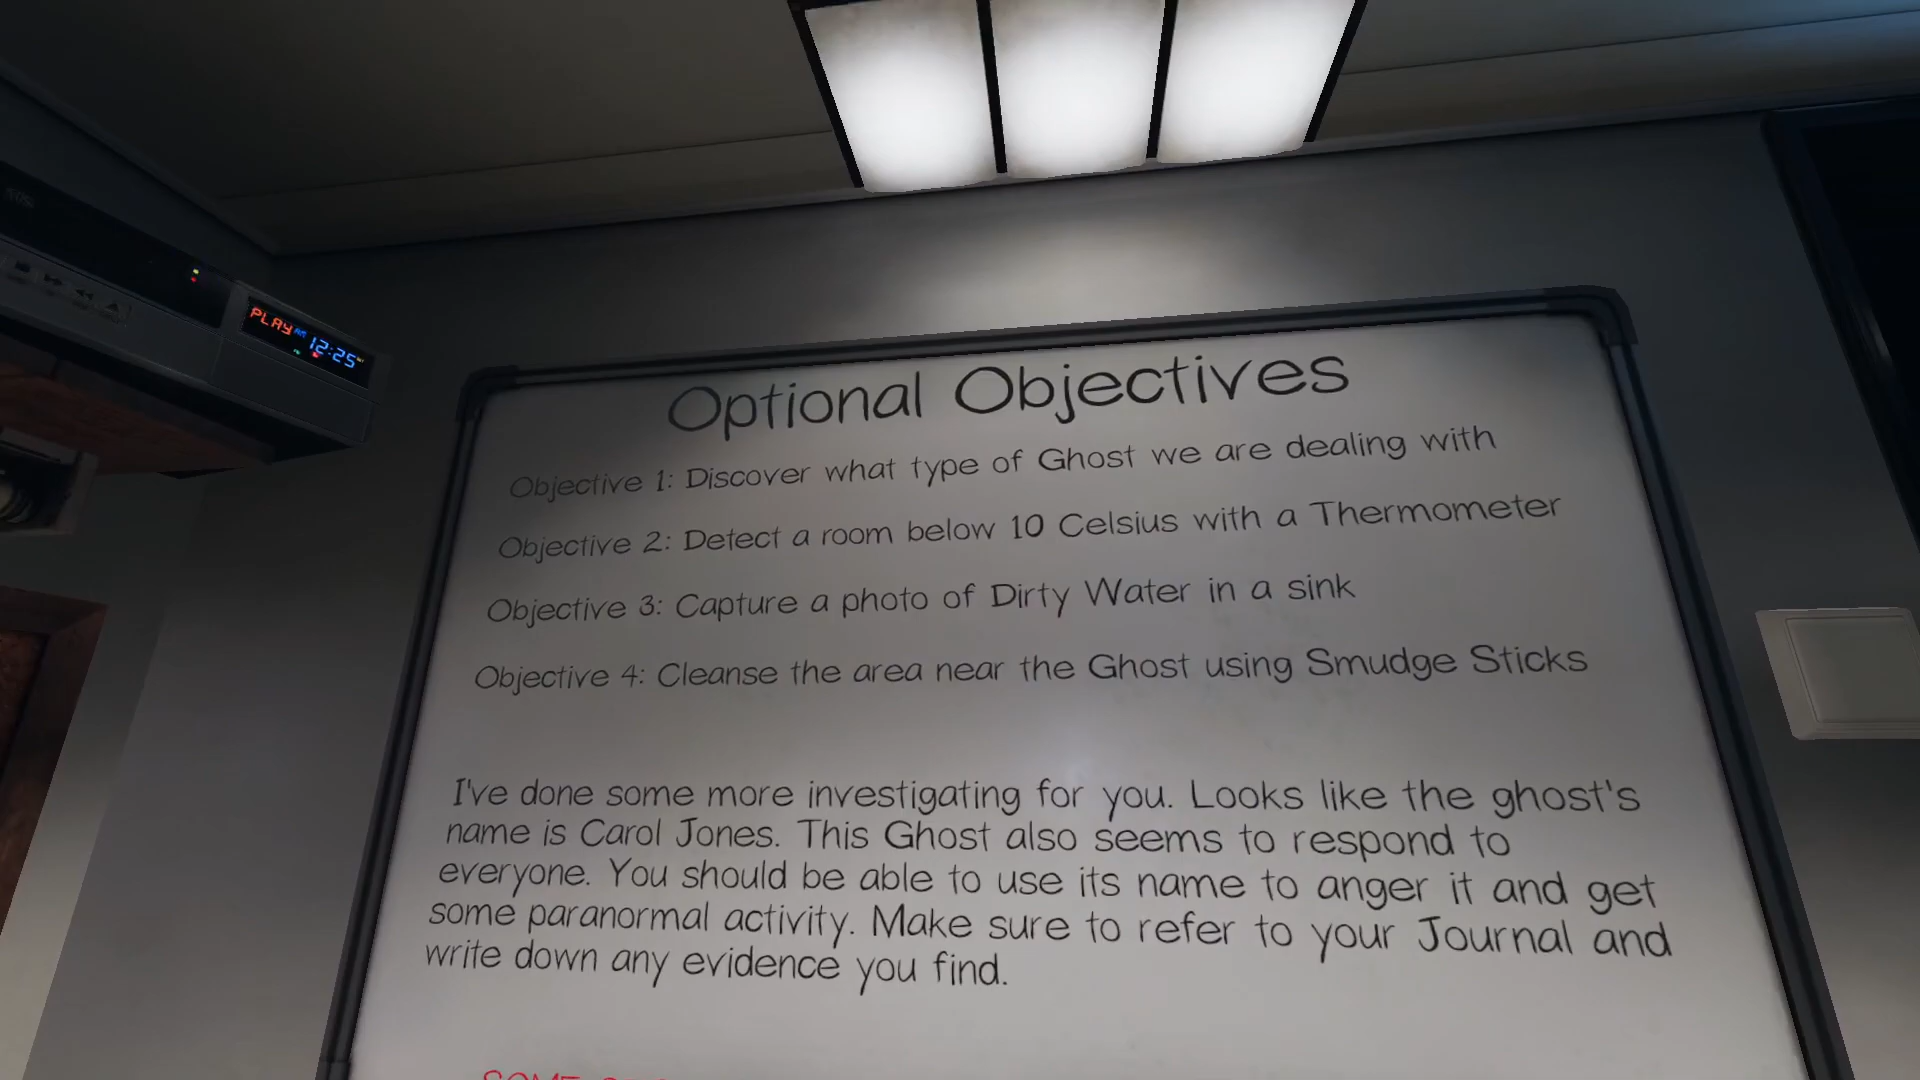 PLAY AM 12:25
Optional Objectives
Objective 1: Discover what type of Ghost we are dealing with
Objective 2: Detect a room below 10 Celsius with a Thermometer
Objective 3: Capture a photo of Dirty Water in a sink
Objective 4: Cleanse the area near the Ghost using Smudge Sticks
I've done some more investigating for you. Looks like the ghost's
name is Carol Jones. This Ghost also seems to respond to
everyone. You should be able to use its name to anger it and get
some paranormal activity. Make sure to refer to your Journal and
write down any evidence you find.